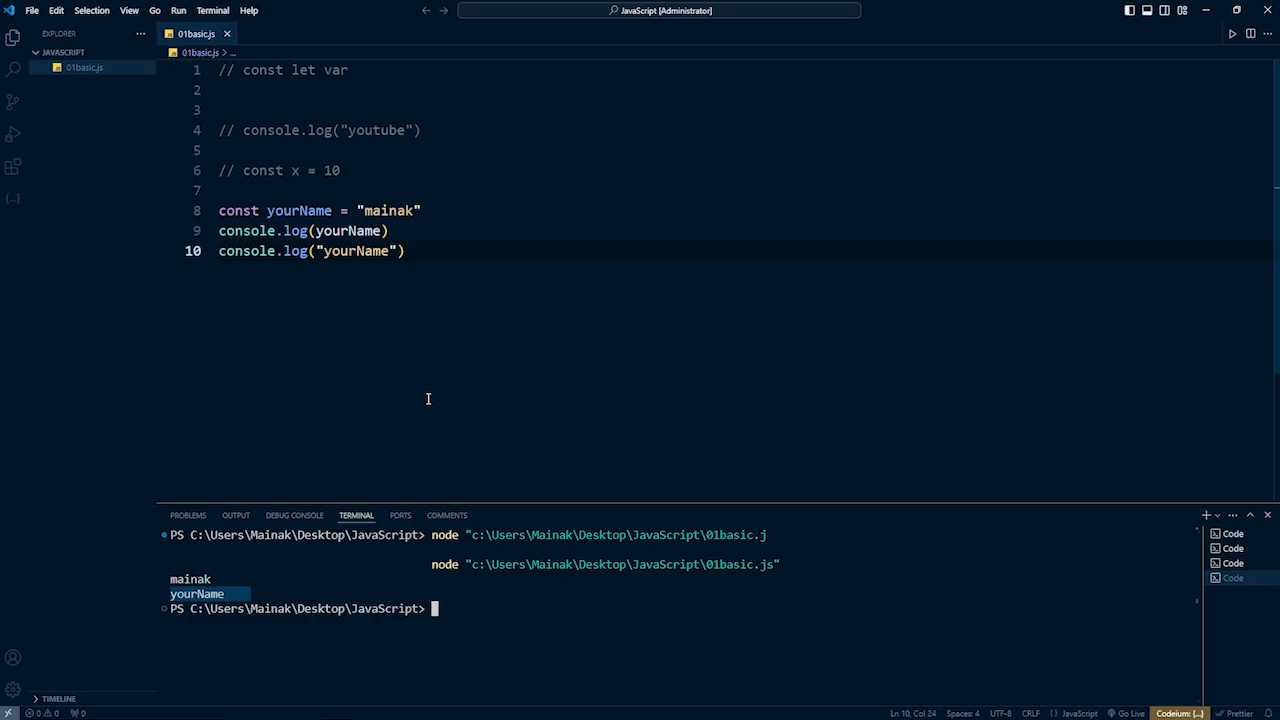 File Edit Selection View Go Run Terminal Help
JavaScript [Administrator]
EXPLORER
01basic.js
JAVASCRIPT
01basic.js > ...
01basic.js
1 // const let var
2
3
4 // console.log("youtube")
5
6 // const x = 10
7
8 const yourName = "mainak"
9 console.log(yourName)
10 console.log("yourName")
PROBLEMS OUTPUT DEBUG CONSOLE TERMINAL PORTS COMMENTS
PS C:\Users\Mainak\Desktop\JavaScript> node "c:\Users\Mainak\Desktop\JavaScript\01basic.j
node "c:\Users\Mainak\Desktop\JavaScript\01basic.js"
mainak
yourName
PS C:\Users\Mainak\Desktop\JavaScript>
Code
Code
Code
Code
TIMELINE
0 0 0 Ln 10, Col 24 Spaces: 4 UTF-8 CRLF {} JavaScript Go Live Codeium: {...} Prettier